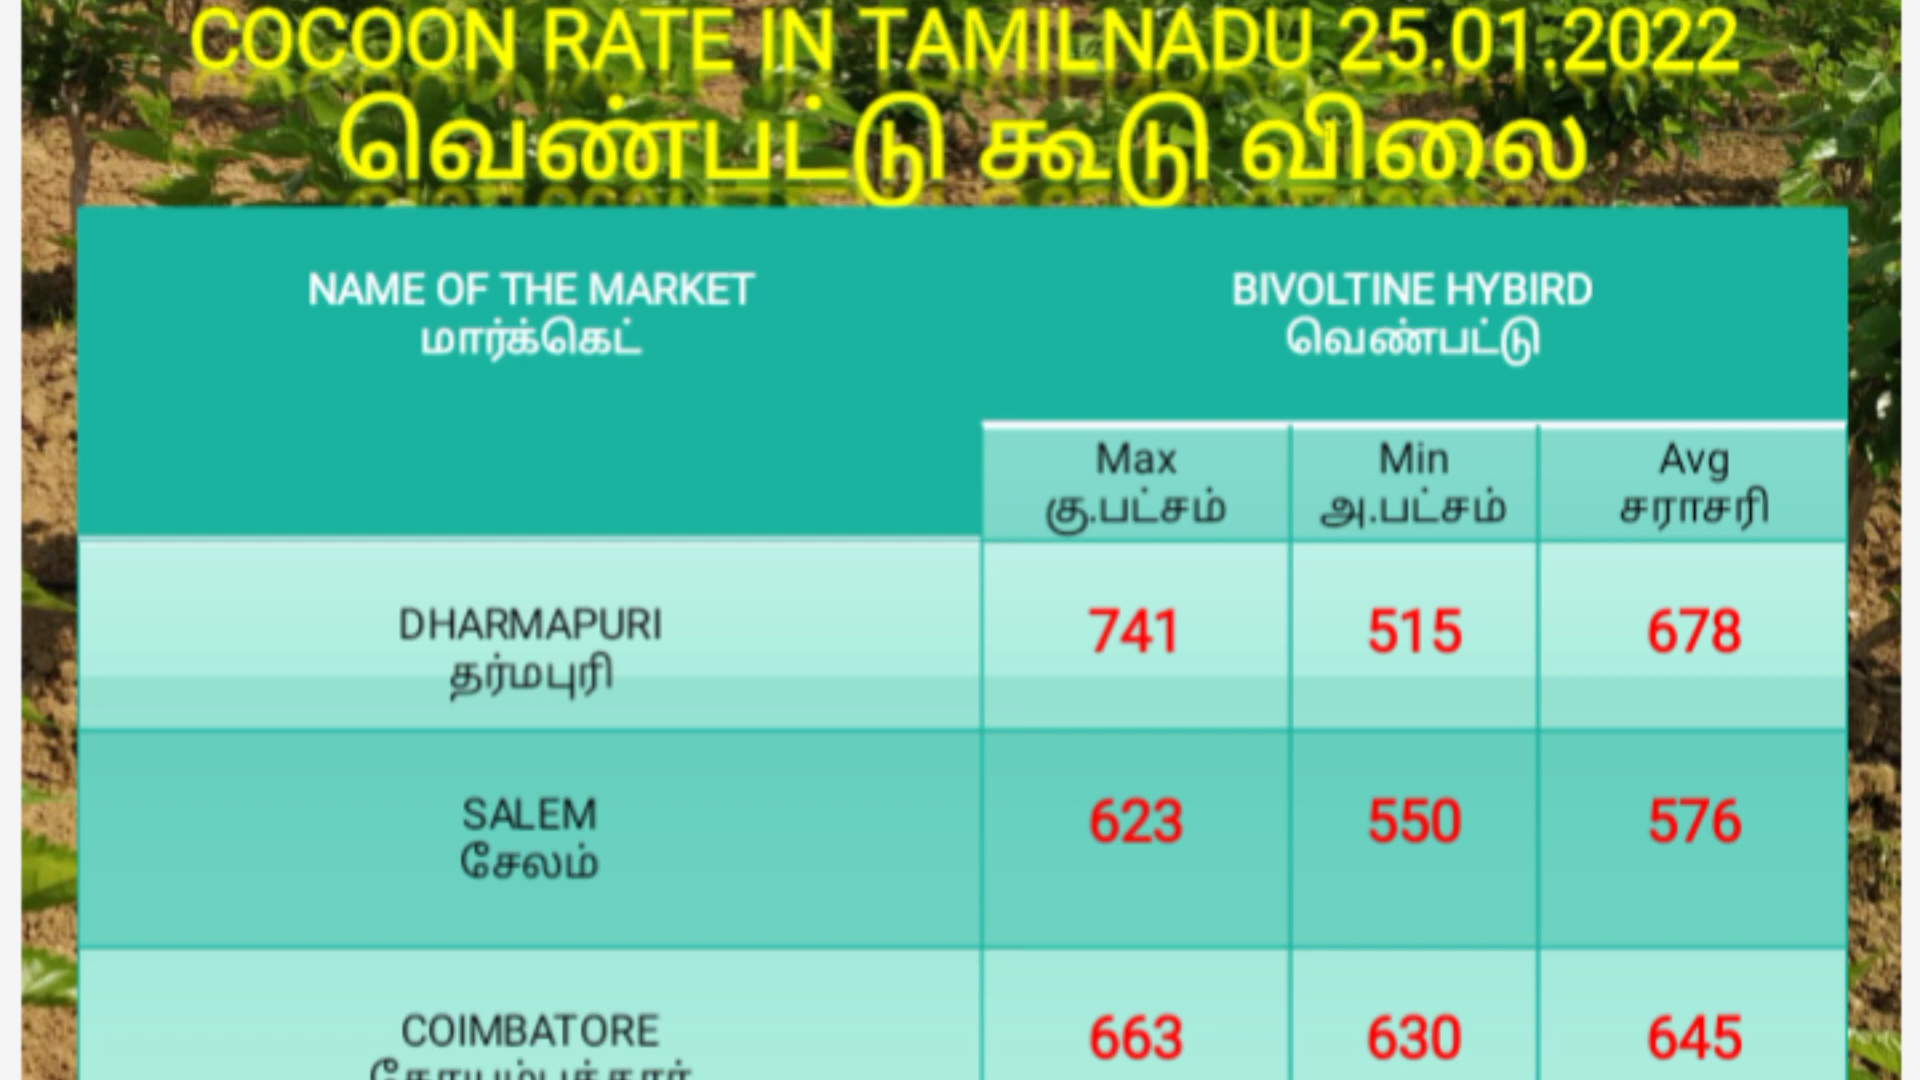 COCOON RATE IN TAMILNADU 25.01.2022
வெண்பட்டு கூடு விலை
NAME OF THE MARKET
மார்க்கெட்
BIVOLTINE HYBIRD
வெண்பட்டு
Max Min Avg
கு.பட்சம் அ.பட்சம் சராசரி
DHARMAPURI 741 515 678
தர்மபுரி
SALEM 623 550 576
சேலம்
COIMBATORE 663 630 645